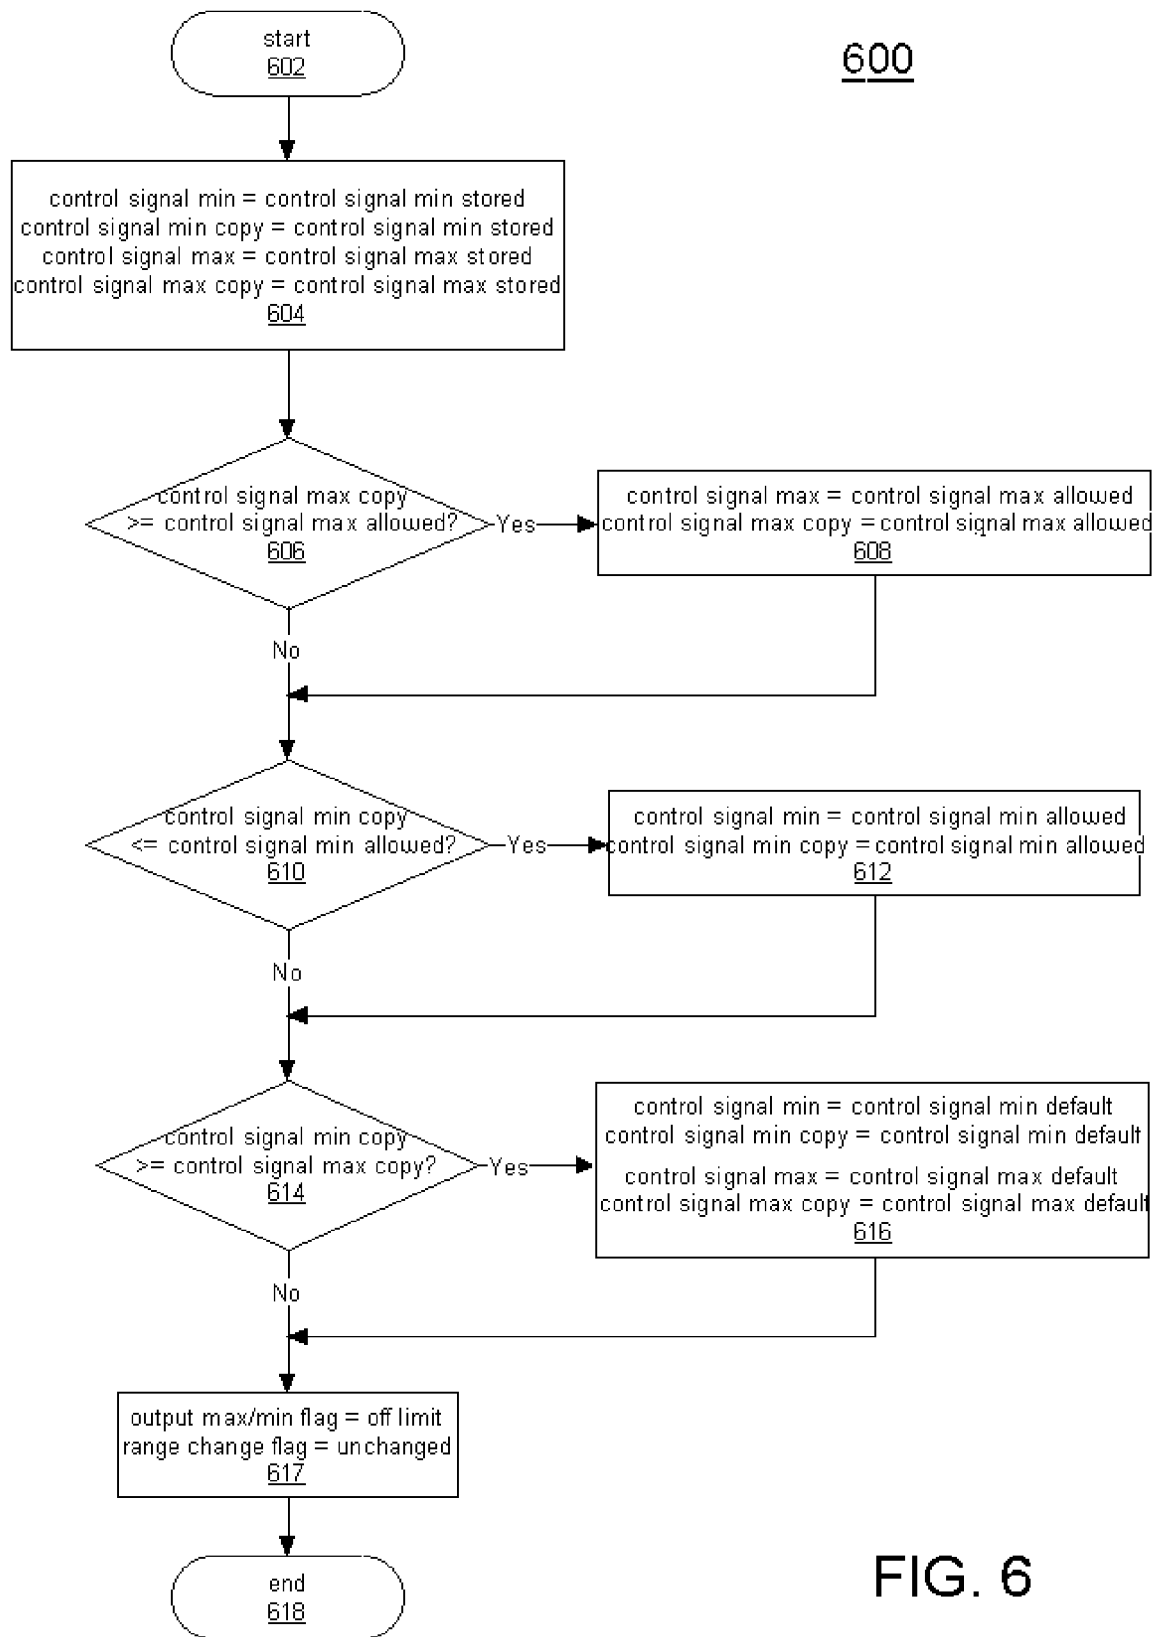 start
602
600
control signal min = control signal min stored
control signal min copy = control signal min stored
control signal max = control signal max stored
control signal max copy = control signal max stored
604
control signal max copy
>= control signal max allowed?
606
Yes
control signal max = control signal max allowed
control signal max copy = control signal max allowed
608
No
control signal min copy
<= control signal min allowed?
610
Yes
control signal min = control signal min allowed
control signal min copy = control signal min allowed
612
No
control signal min copy
>= control signal max copy?
614
Yes
control signal min = control signal min default
control signal min copy = control signal min default
control signal max = control signal max default
control signal max copy = control signal max default
616
No
output max/min flag = off limit
range change flag = unchanged
617
end
618
FIG. 6